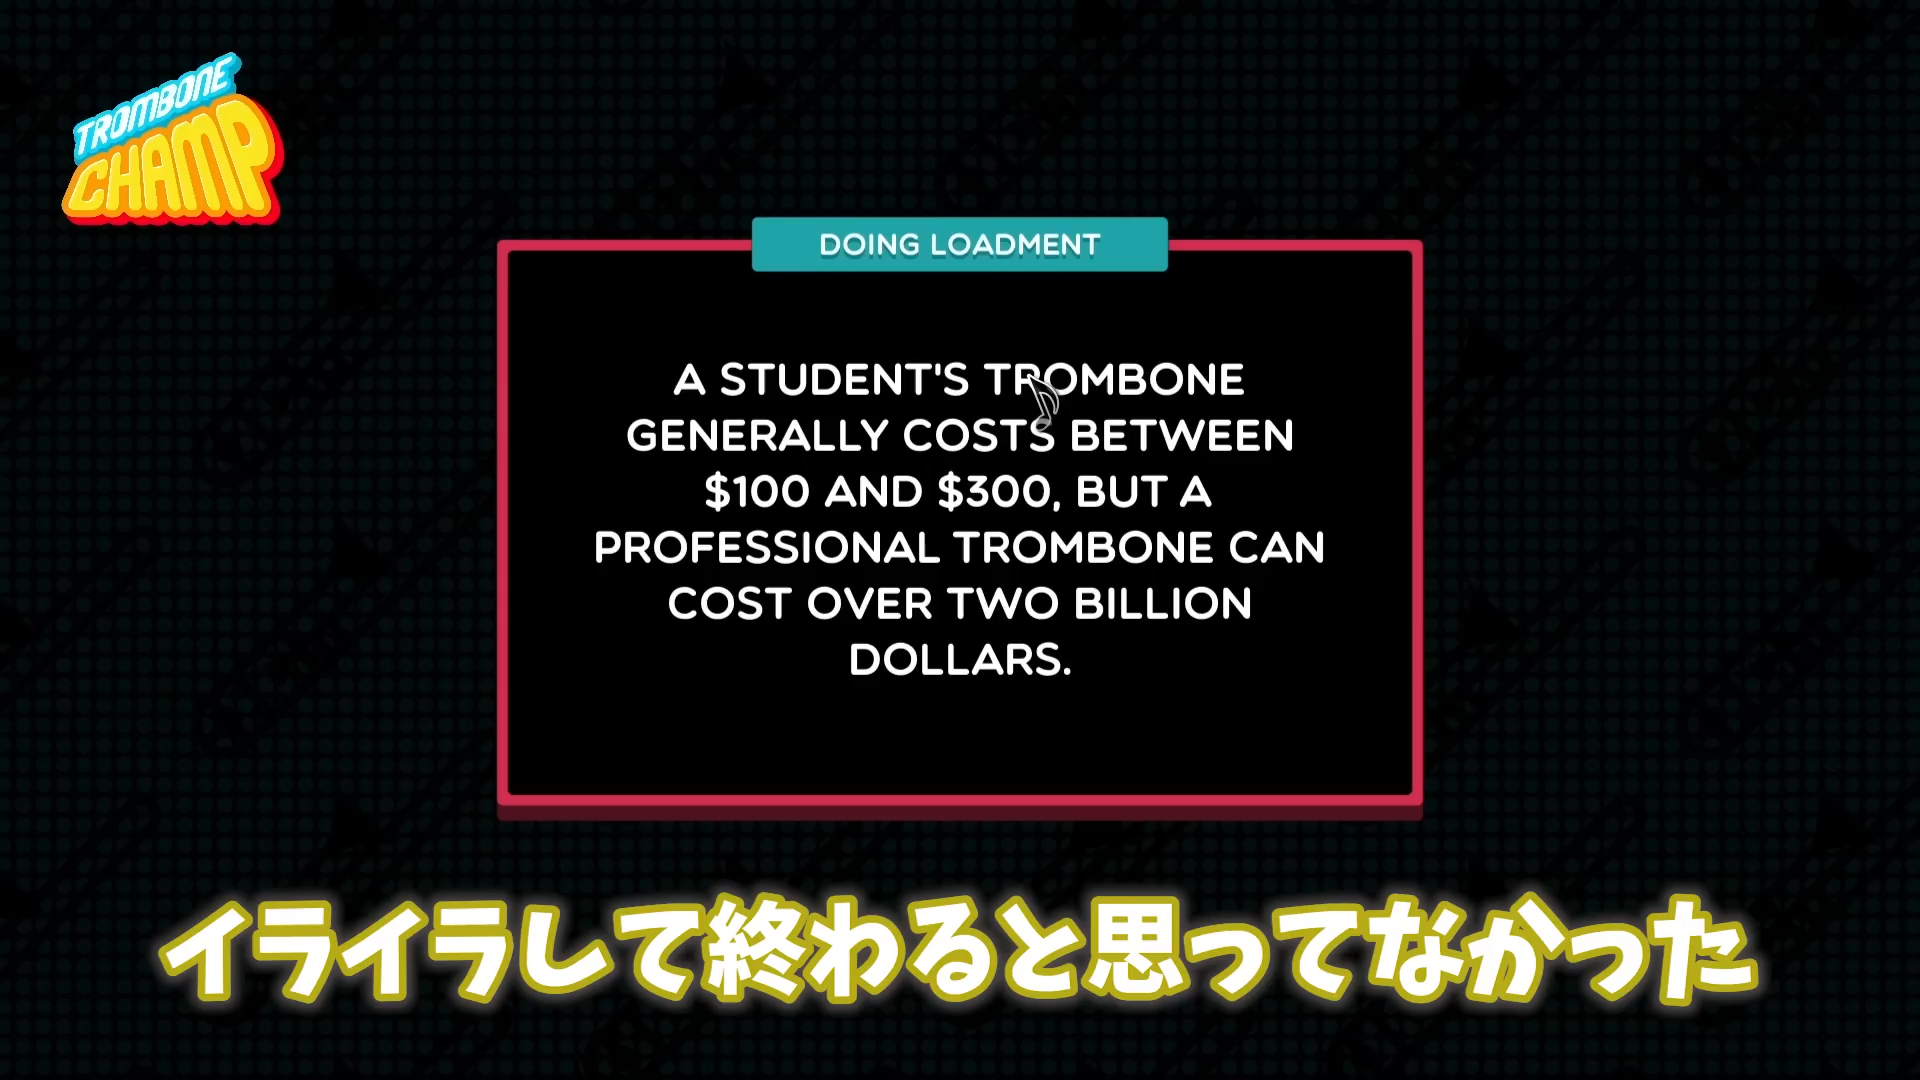 TROMBONE
CHAMP
DOING LOADMENT
A STUDENT'S TROMBONE
GENERALLY COSTS BETWEEN
$100 AND $300, BUT A
PROFESSIONAL TROMBONE CAN
COST OVER TWO BILLION
DOLLARS.
イライラして終わると思ってなかった